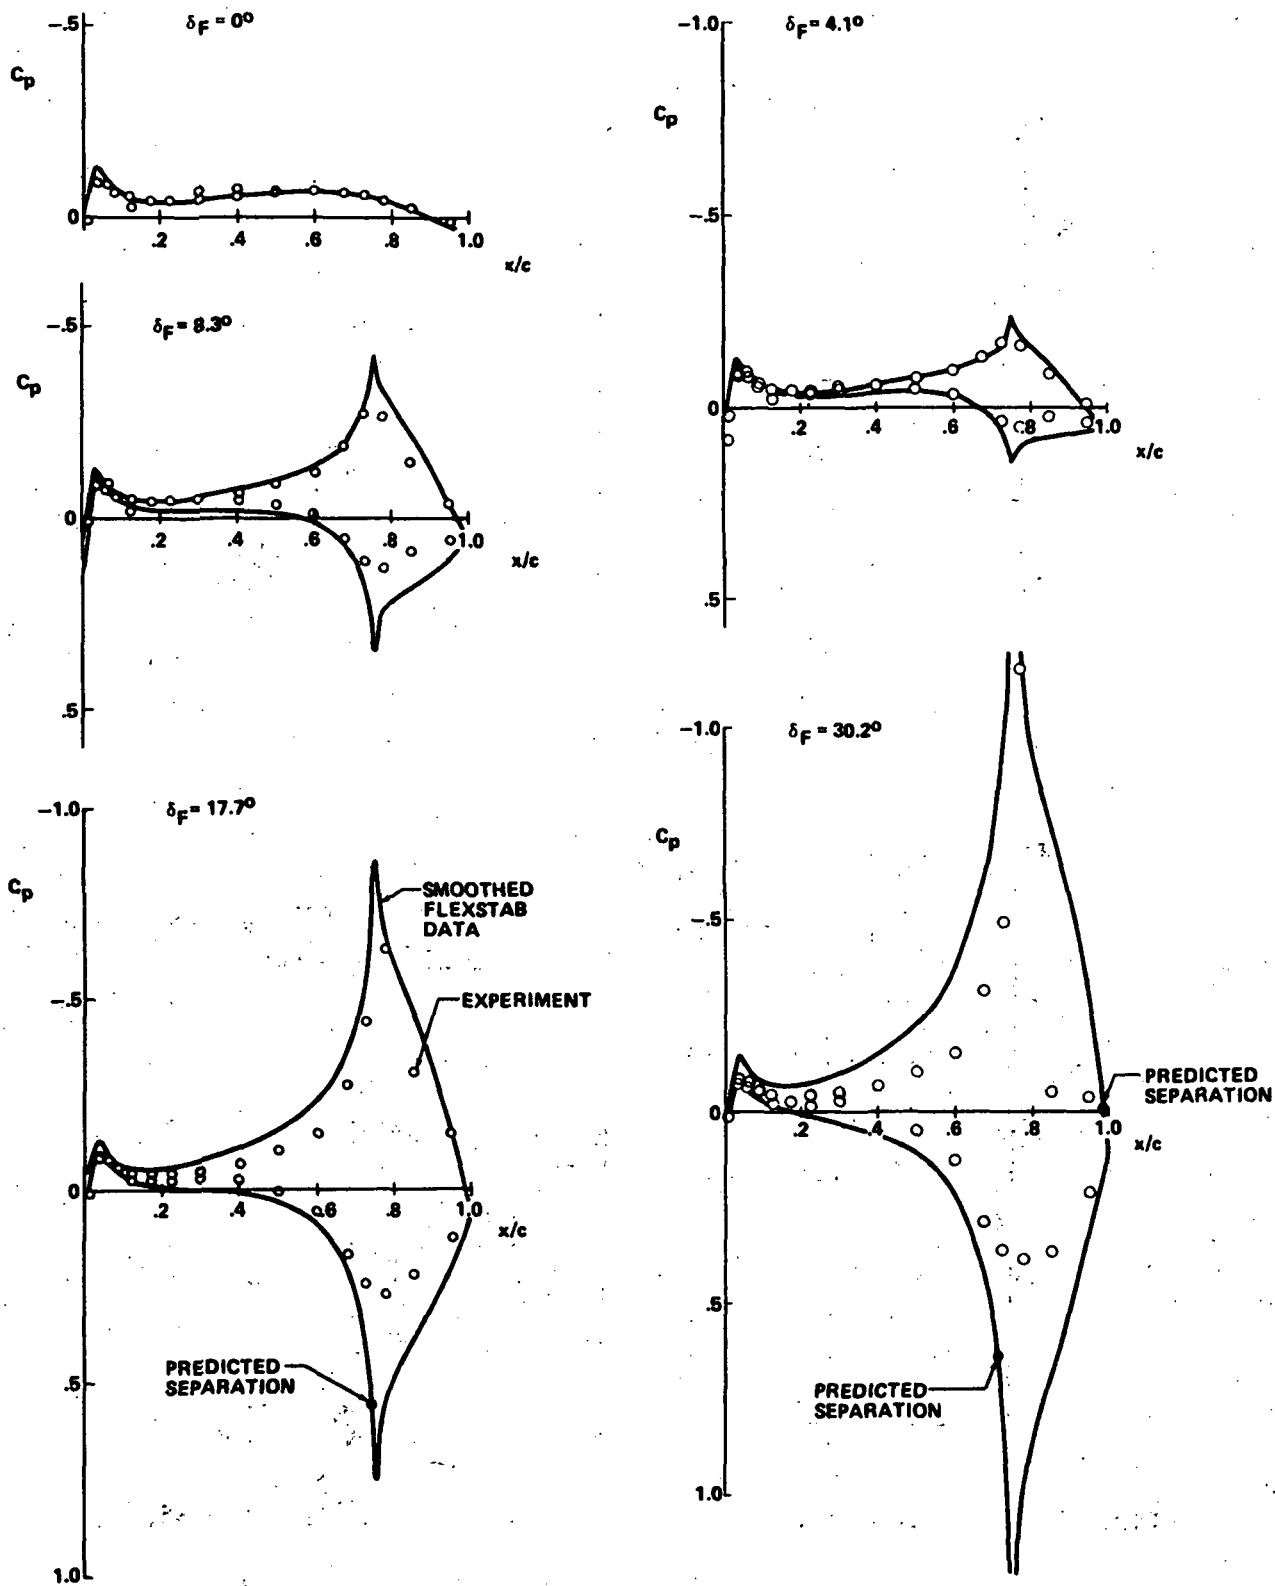 δF = 0°
-.5
Cp
0
.2 .4 .6 .8 1.0
x/c
δF = 4.1°
-1.0
Cp
-.5
0
.2 .4 .6 .8 1.0
x/c
.5
δF = 8.3°
-.5
Cp
0
.2 .4 .6 .8 1.0
x/c
.5
δF = 17.7°
-1.0
Cp
SMOOTHED
FLEXSTAB
DATA
-.5
EXPERIMENT
0
.2 .4 .6 .8 1.0
x/c
PREDICTED
SEPARATION
.5
1.0
δF = 30.2°
-1.0
Cp
-.5
PREDICTED
SEPARATION
0
.2 .4 .6 .8 1.0
x/c
.5
PREDICTED
SEPARATION
1.0